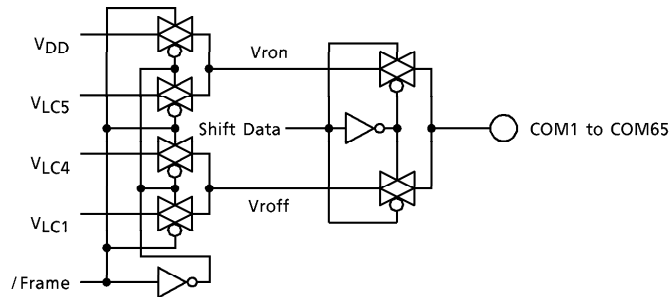 VDD
Vron
VLC5
Shift Data
COM1 to COM65
VLC4
VLC1
Vroff
/Frame